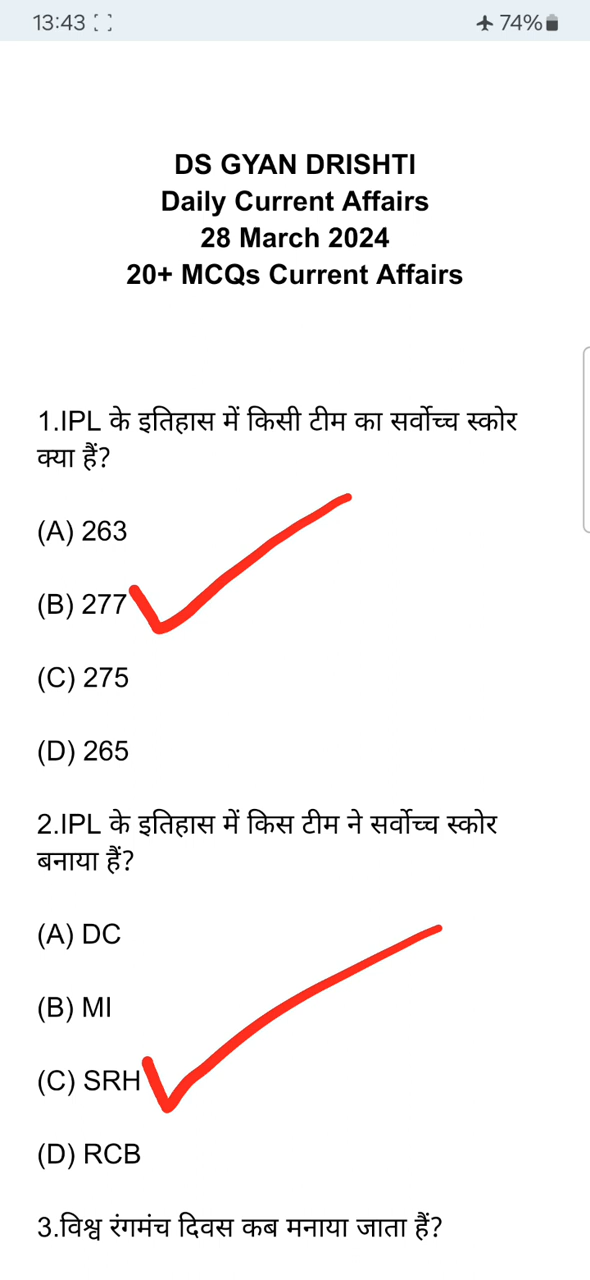 13:43
74%
DS GYAN DRISHTI
Daily Current Affairs
28 March 2024
20+ MCQs Current Affairs
1.IPL के इतिहास में किसी टीम का सर्वोच्च स्कोर
क्या हैं?
(A) 263
(B) 277
(C) 275
(D) 265
2.IPL के इतिहास में किस टीम ने सर्वोच्च स्कोर
बनाया हैं?
(A) DC
(B) MI
(C) SRH
(D) RCB
3.विश्व रंगमंच दिवस कब मनाया जाता हैं?